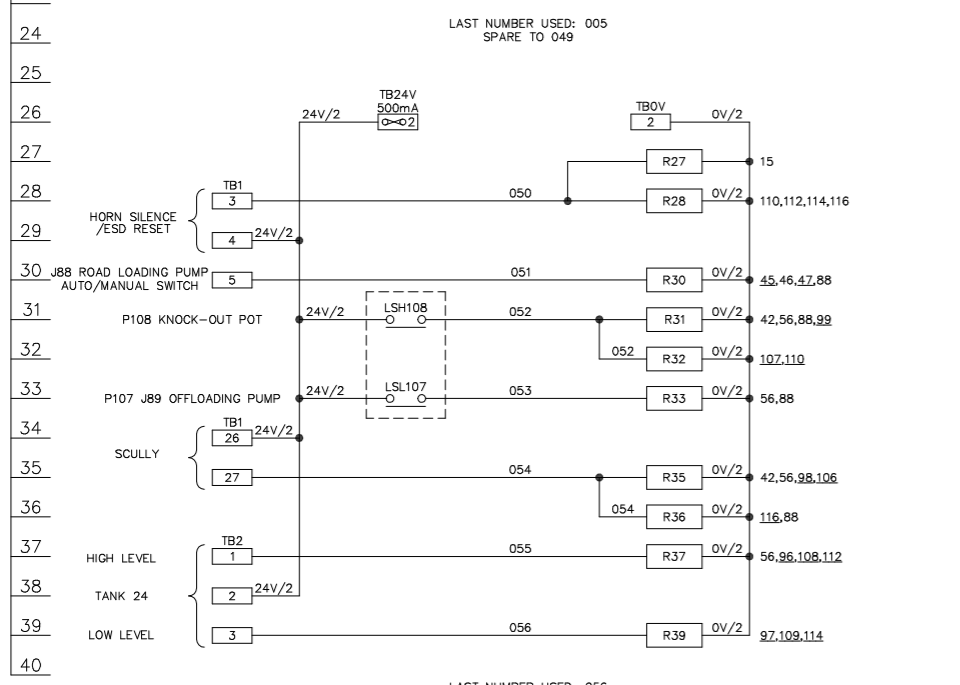 LAST NUMBER USED: 005
24 SPARE TO 049
25
TB24V TB0V
26 24V/2 500mA 2 2 0V/2
27 R27 15
TB1
28 3 050 R28 0V/2 110,112,114,116
HORN SILENCE
/ESD RESET
29 4 24V/2
30 J88 ROAD LOADING PUMP 5 051 R30 0V/2 45,46,47,88
AUTO/MANUAL SWITCH
31 P108 KNOCK-OUT POT 24V/2 LSH108 052 R31 0V/2 42,56,88,99
32 052 R32 0V/2 107,110
33 P107 J89 OFFLOADING PUMP 24V/2 LSL107 053 R33 0V/2 56,88
TB1
34 26 24V/2
SCULLY
35 27 054 R35 0V/2 42,56,98,106
36 054 R36 0V/2 116,88
TB2
37 HIGH LEVEL 1 055 R37 0V/2 56,96,108,112
38 TANK 24 2 24V/2
39 LOW LEVEL 3 056 R39 0V/2 97,109,114
40
LAST NUMBER USED: 056